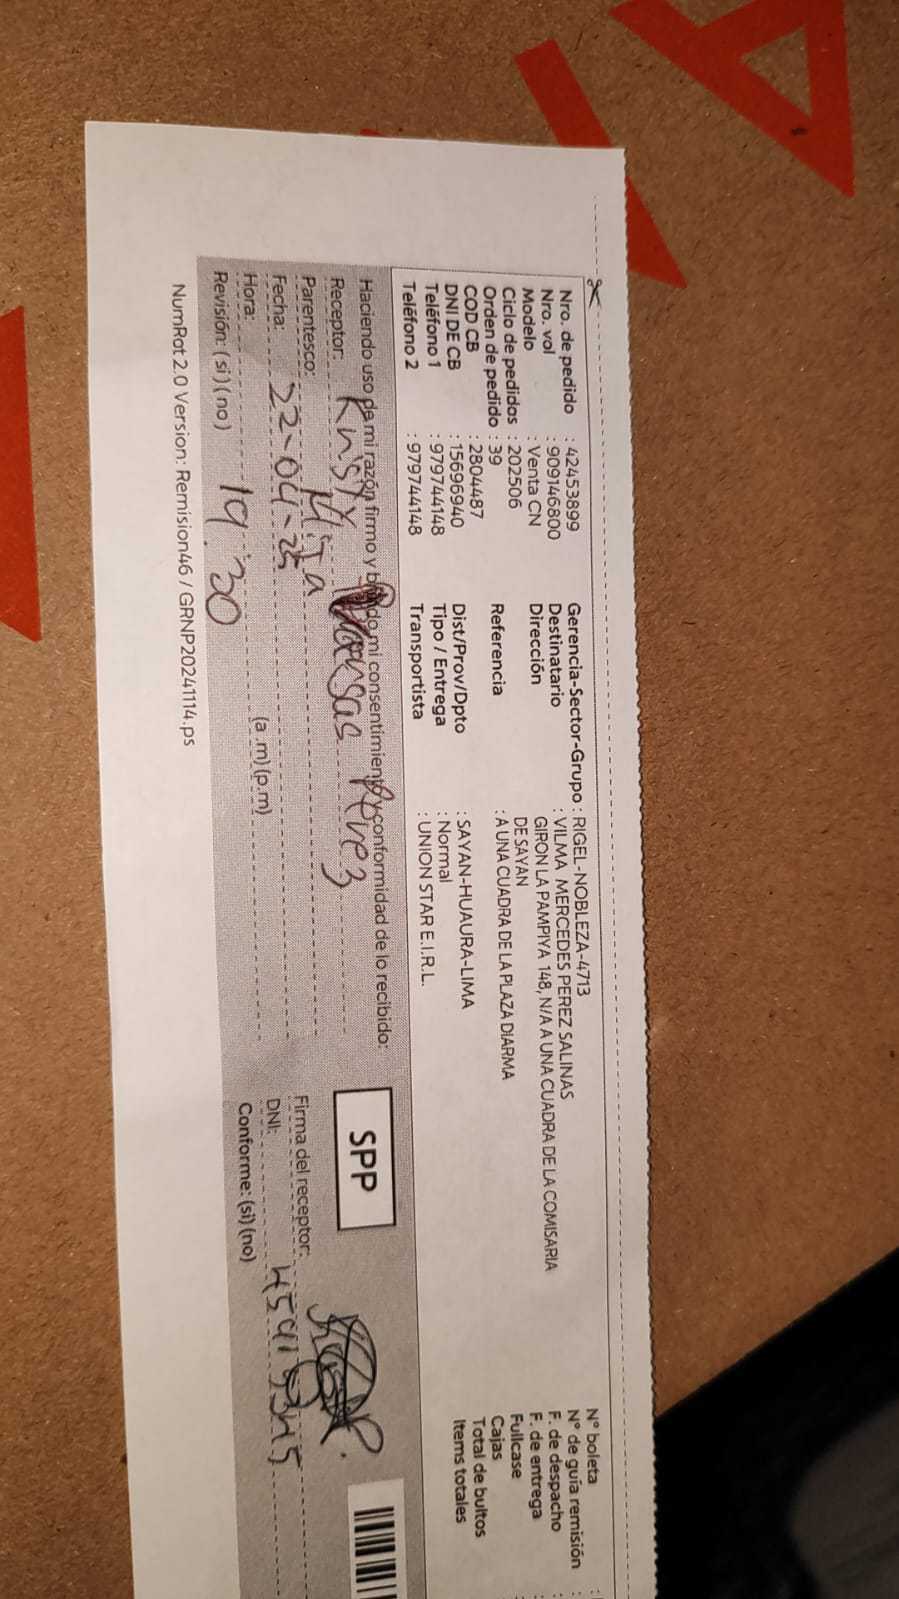 Nro. de pedido : 42453899
Nro. vol : 909146800
Modelo : Venta CN
Ciclo de pedidos : 202506
Orden de pedido : 39
COD CB : 2804487
DNI DE CB : 15696940
Teléfono 1 : 979744148
Teléfono 2 : 979744148
Gerencia-Sector-Grupo : RIGEL-NOBLEZA-4713
Destinatario : VILMA MERCEDES PEREZ SALINAS
Dirección GIRON LA PAMPIYA 148, N/A A UNA CUADRA DE LA COMISARIA
DE SAYAN
Referencia : A UNA CUADRA DE LA PLAZA DIARMA
Dist/Prov/Dpto : SAYAN-HUAURA-LIMA
Tipo / Entrega : Normal
Transportista : UNION STAR E.I.R.L.
N° boleta
N° de guía remisión :
F. de despacho :
F. de entrega :
Fullcase
Cajas
Total de bultos
Items totales
Haciendo uso de mi razón firmo y brindo mi consentimiento y conformidad de lo recibido:
Receptor:
Parentesco: Hija
Fecha: 22-04-25
Hora: 19:30 (a.m) (p.m)
Revisión: (si) (no)
SPP
Firma del receptor:
DNI:
Conforme: (si) (no)
NumRot 2.0 Version: Remision46 / GRNP20241114.ps